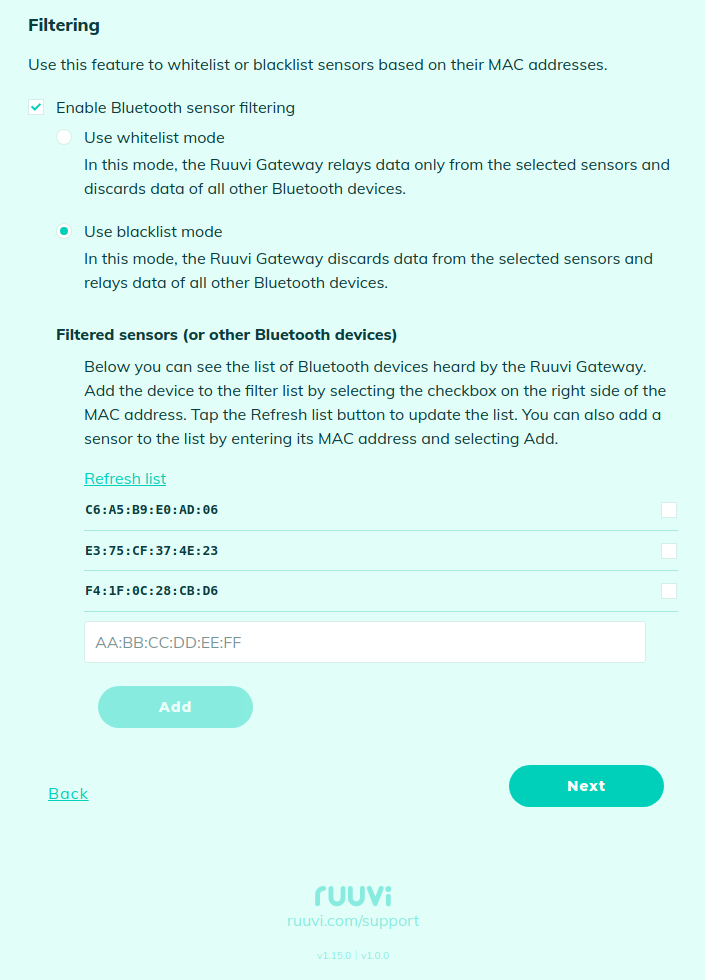 Filtering
Use this feature to whitelist or blacklist sensors based on their MAC addresses.
Enable Bluetooth sensor filtering
Use whitelist mode
In this mode, the Ruuvi Gateway relays data only from the selected sensors and
discards data of all other Bluetooth devices.
Use blacklist mode
In this mode, the Ruuvi Gateway discards data from the selected sensors and
relays data of all other Bluetooth devices.
Filtered sensors (or other Bluetooth devices)
Below you can see the list of Bluetooth devices heard by the Ruuvi Gateway.
Add the device to the filter list by selecting the checkbox on the right side of the
MAC address. Tap the Refresh list button to update the list. You can also add a
sensor to the list by entering its MAC address and selecting Add.
Refresh list
C6:A5:B9:E0:AD:06
E3:75:CF:37:4E:23
F4:1F:0C:28:CB:D6
AA:BB:CC:DD:EE:FF
Add
Back
Next
ruuvi
ruuvi.com/support
v1.15.0 | v1.0.0